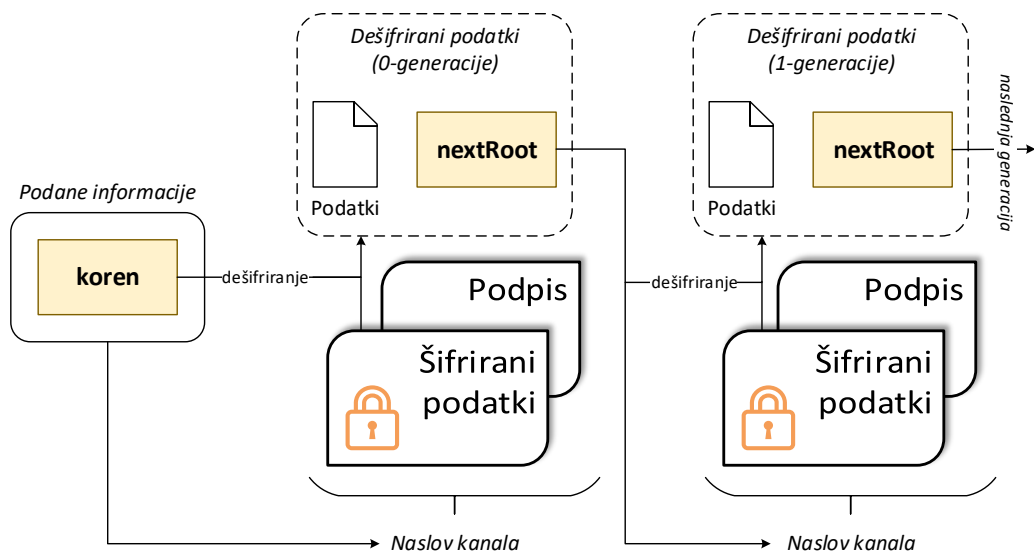 Podane informacije
koren
dešifriranje
Dešifrirani podatki
(0-generacije)
nextRoot
Podatki
Podpis
Šifrirani
podatki
Naslov kanala
dešifriranje
Dešifrirani podatki
(1-generacije)
nextRoot
Podatki
Podpis
Šifrirani
podatki
Naslov kanala
naslednja generacija